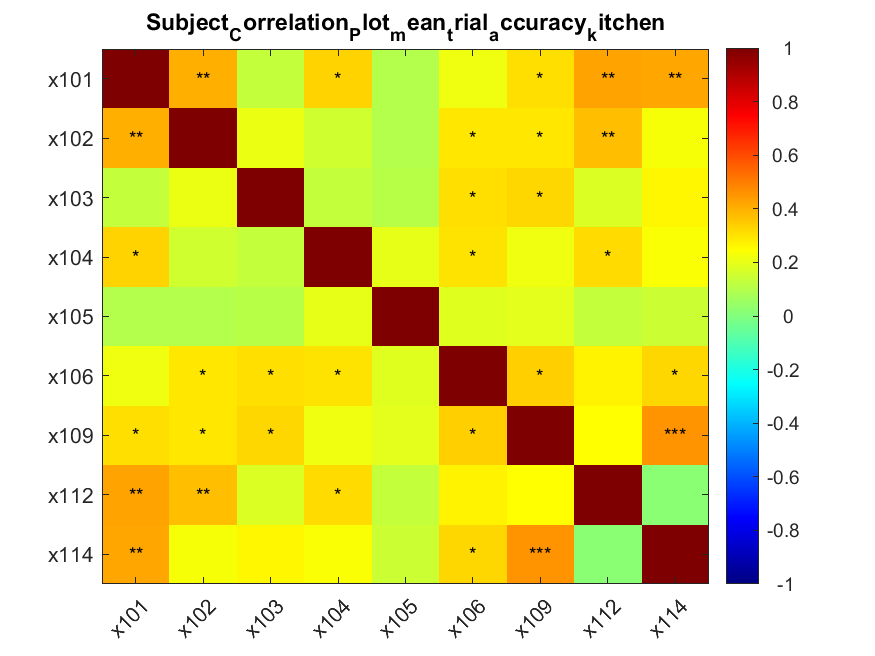 Subject_Correlation_Plot_mean_trial_accuracy_kitchen
x101 ** * * ** ** 1
x102 ** * * ** 0.8
x103 * * 0.6
x104 * * * 0.4
x105 0.2
x106 * * * * * 0
x109 * * * * *** -0.2
x112 ** ** * -0.4
x114 ** * *** -0.6
-0.8
-1
x101 x102 x103 x104 x105 x106 x109 x112 x114